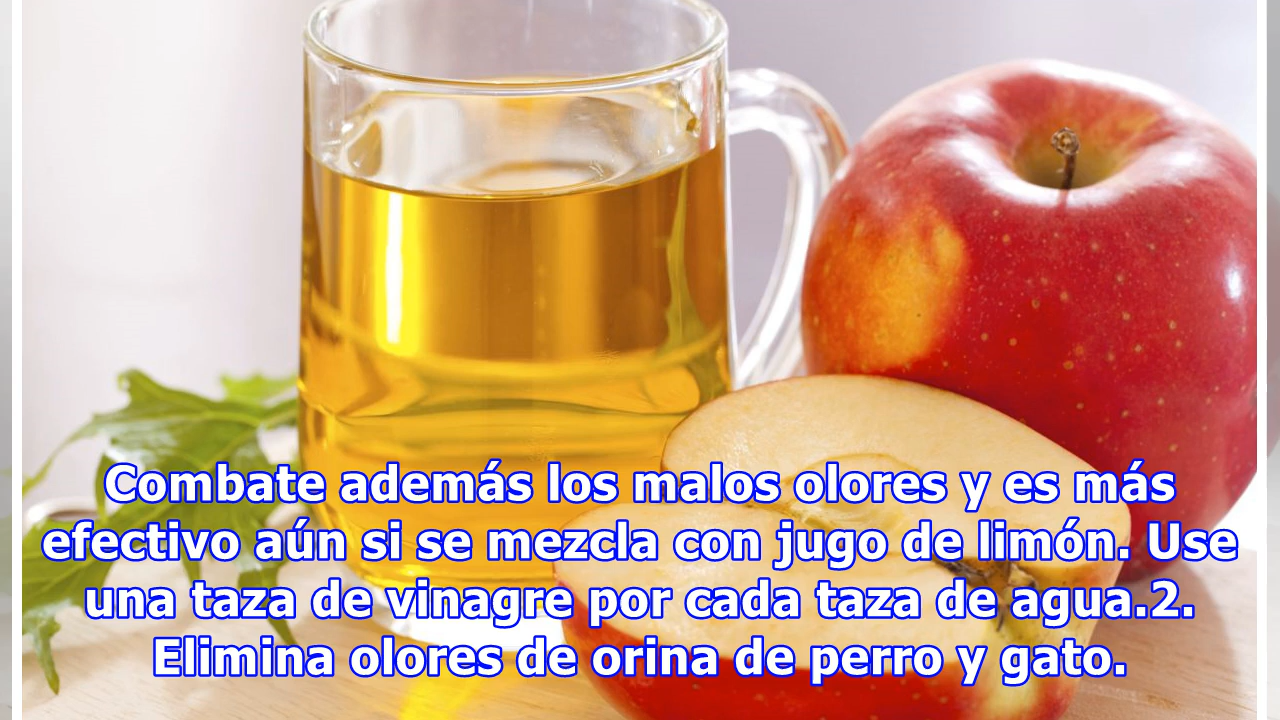 Combate además los malos olores y es más
efectivo aún si se mezcla con jugo de limón. Use
una taza de vinagre por cada taza de agua.2.
Elimina olores de orina de perro y gato.